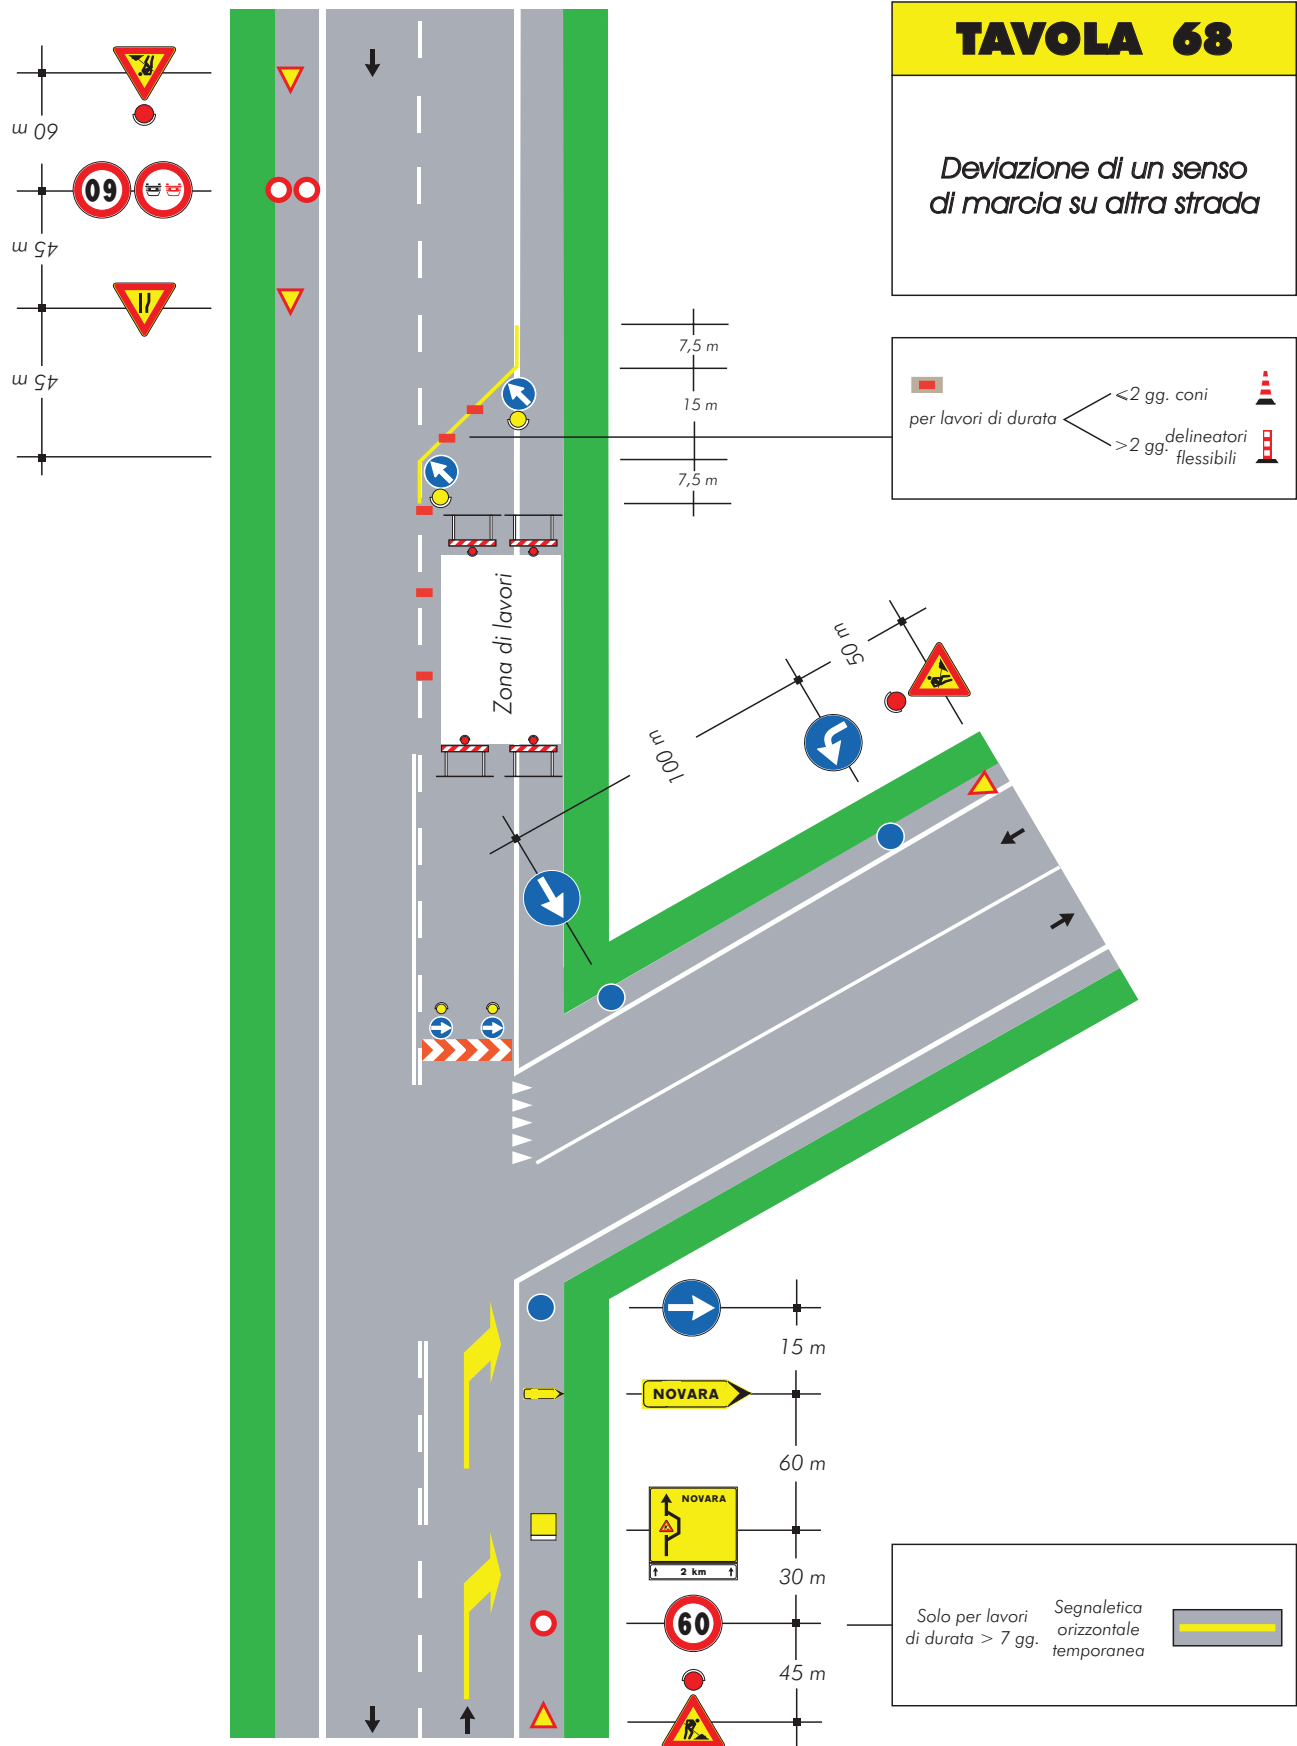 TAVOLA 68
Deviazione di un senso
di marcia su altra strada
60 m
60
45 m
45 m
7,5 m
15 m
7,5 m
per lavori di durata
<2 gg. coni
>2 gg. delineatori
flessibili
Zona di lavori
50 m
100 m
15 m
NOVARA
60 m
NOVARA
2 km
30 m
60
45 m
Solo per lavori
di durata > 7 gg.
Segnaletica
orizzontale
temporanea